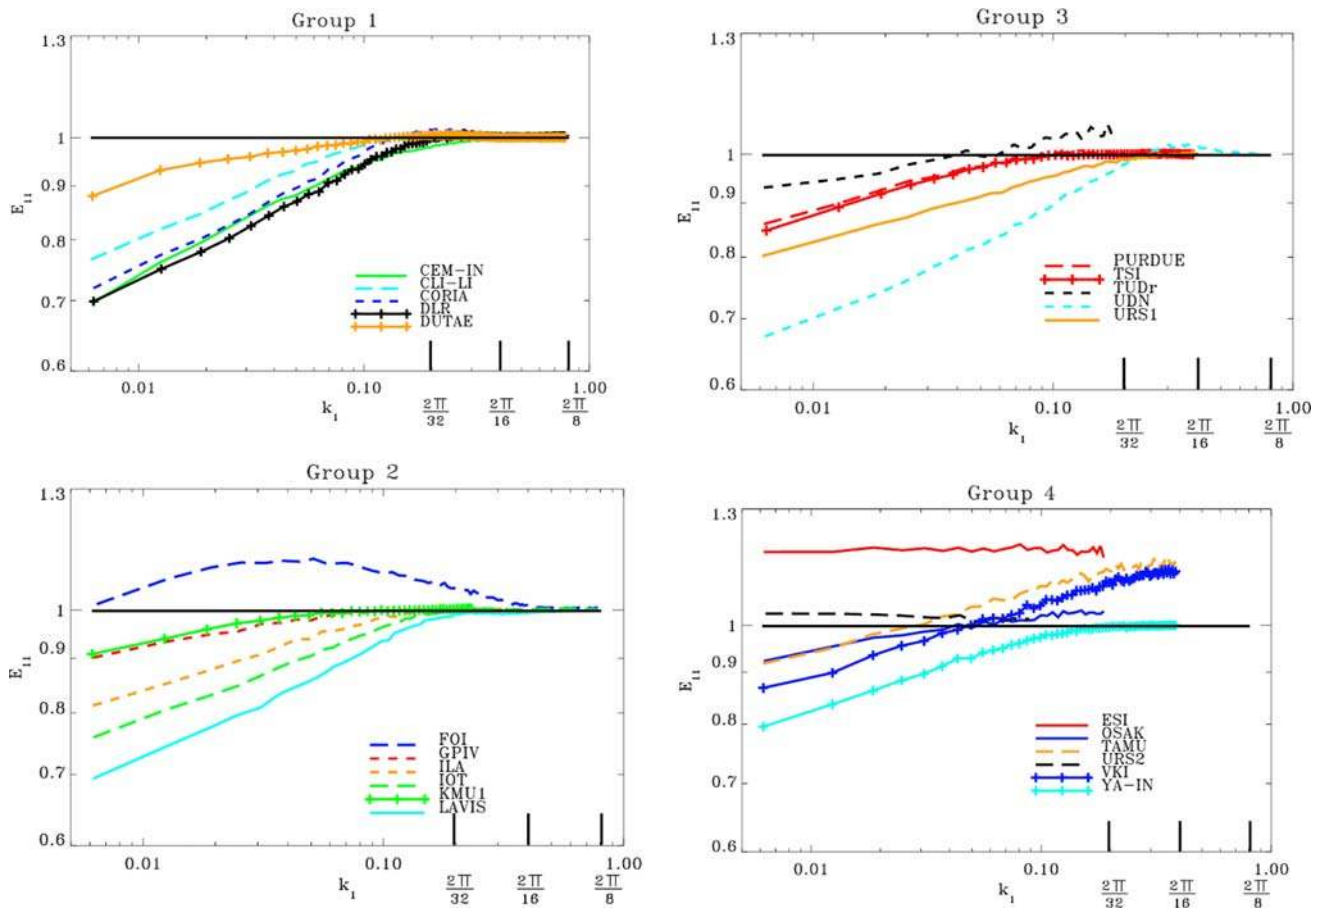 Group 1
1.3
1
0.9
0.8
0.7
0.6
E11
CEM-IN
CLI-LI
CORIA
DLR
DUTAE
0.01
0.10
1.00
k1
2π/32
2π/16
2π/8
Group 3
1.3
1
0.9
0.8
0.7
0.6
E11
PURDUE
TSI
TUDr
UDN
URS1
0.01
0.10
1.00
k1
2π/32
2π/16
2π/8
Group 2
1.3
1
0.9
0.8
0.7
0.6
E11
FOI
GPIV
ILA
IOT
KMU1
LAVIS
0.01
0.10
1.00
k1
2π/32
2π/16
2π/8
Group 4
1.3
1
0.9
0.8
0.7
0.6
E11
ESI
OSAK
TAMU
URS2
VKI
YA-IN
0.01
0.10
1.00
k1
2π/32
2π/16
2π/8